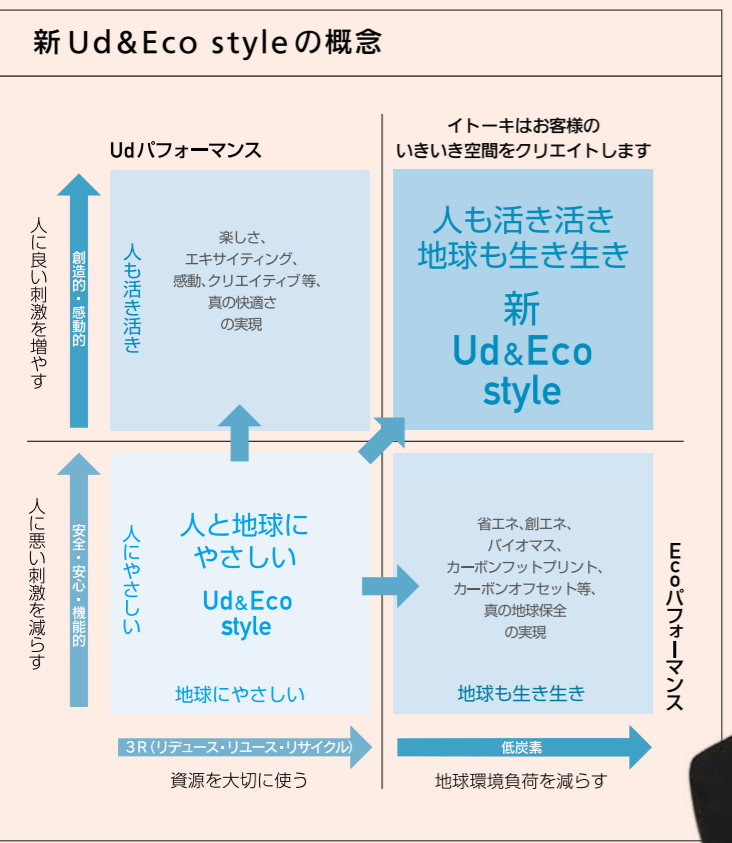 新Ud&Eco styleの概念
Udパフォーマンス
イトーキはお客様の
いきいき空間をクリエイトします
人に良い刺激を増やす
創造的・感動的
人も活き活き
楽しさ、
エキサイティング、
感動、クリエイティブ等、
真の快適さ
の実現
人も活き活き
地球も生き生き
新
Ud&Eco
style
人に悪い刺激を減らす
安全・安心・機能的
人にやさしい
人と地球に
やさしい
Ud&Eco
style
地球にやさしい
省エネ、創エネ、
バイオマス、
カーボンフットプリント、
カーボンオフセット等、
真の地球保全
の実現
地球も生き生き
Ecoパフォーマンス
3R(リデュース・リユース・リサイクル)
低炭素
資源を大切に使う
地球環境負荷を減らす